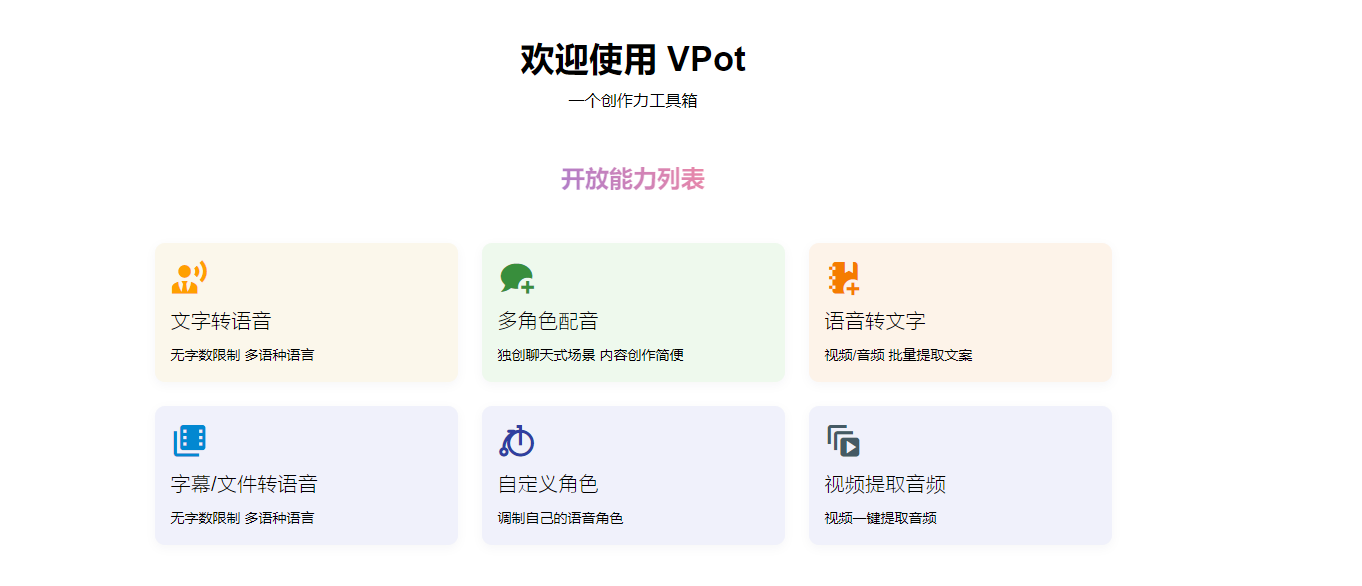 欢迎使用 VPot
一个创作力工具箱
开放能力列表
文字转语音
无字数限制 多语种语言
多角色配音
独创聊天式场景 内容创作简便
语音转文字
视频/音频 批量提取文案
字幕/文件转语音
无字数限制 多语种语言
自定义角色
调制自己的语音角色
视频提取音频
视频一键提取音频